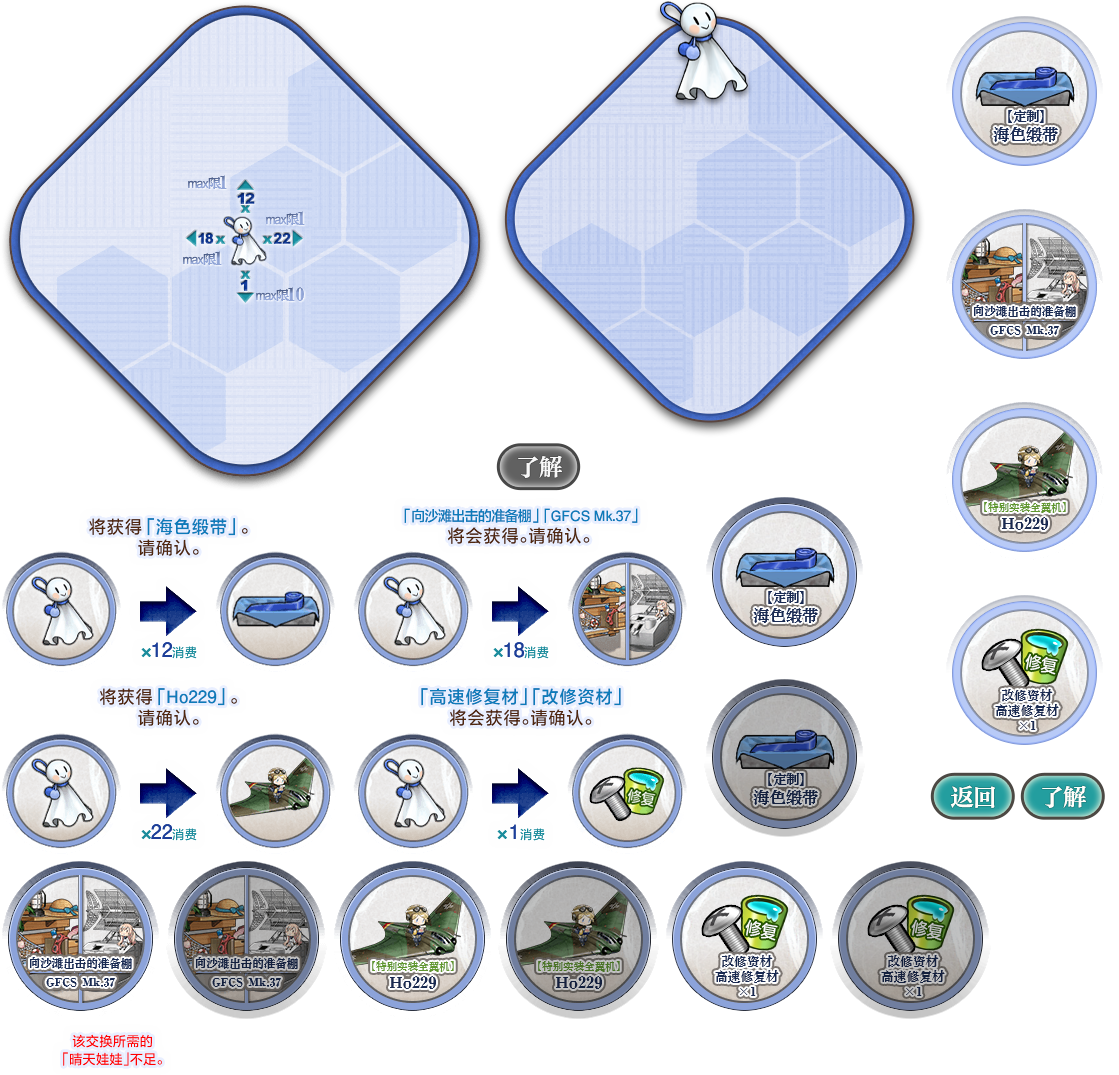 max限1
12
x
max限1
18 x
x 22
max限1
x
1
max限10
【定制】
海色缎带
向沙滩出击的准备棚
GFCS Mk.37
【特别实装全翼机】
Ho229
修复
改修资材
高速修复材
×1
返回
了解
了解
将获得「海色缎带」。
请确认。
×12消费
「向沙滩出击的准备棚」「GFCS Mk.37」
将会获得。请确认。
×18消费
【定制】
海色缎带
将获得「Ho229」。
请确认。
×22消费
「高速修复材」「改修资材」
将会获得。请确认。
修复
×1消费
【定制】
海色缎带
向沙滩出击的准备棚
GFCS Mk.37
向沙滩出击的准备棚
GFCS Mk.37
【特别实装全翼机】
Ho229
【特别实装全翼机】
Ho229
修复
改修资材
高速修复材
×1
修复
改修资材
高速修复材
×1
该交换所需的
「晴天娃娃」不足。